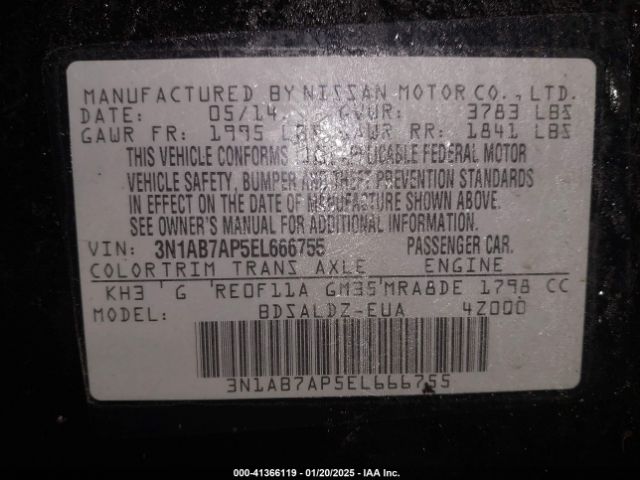 MANUFACTURED BY NISSAN MOTOR CO., LTD.
DATE: 05/14 GVWR: 3783 LBS
GAWR FR: 1995 LBS GAWR RR: 1841 LBS
THIS VEHICLE CONFORMS TO ALL APPLICABLE FEDERAL MOTOR
VEHICLE SAFETY, BUMPER AND THEFT PREVENTION STANDARDS
IN EFFECT ON THE DATE OF MANUFACTURE SHOWN ABOVE.
SEE OWNER'S MANUAL FOR ADDITIONAL INFORMATION.
VIN: 3N1AB7AP5EL666755 PASSENGER CAR.
COLOR TRIM TRANS AXLE ENGINE
KH3 G RE0F11A GM35 MRA8DE 1798 CC
MODEL: BDSALDZ-EUA 4Z000
3N1AB7AP5EL666755
000-41366119 - 01/20/2025 - IAAI.com